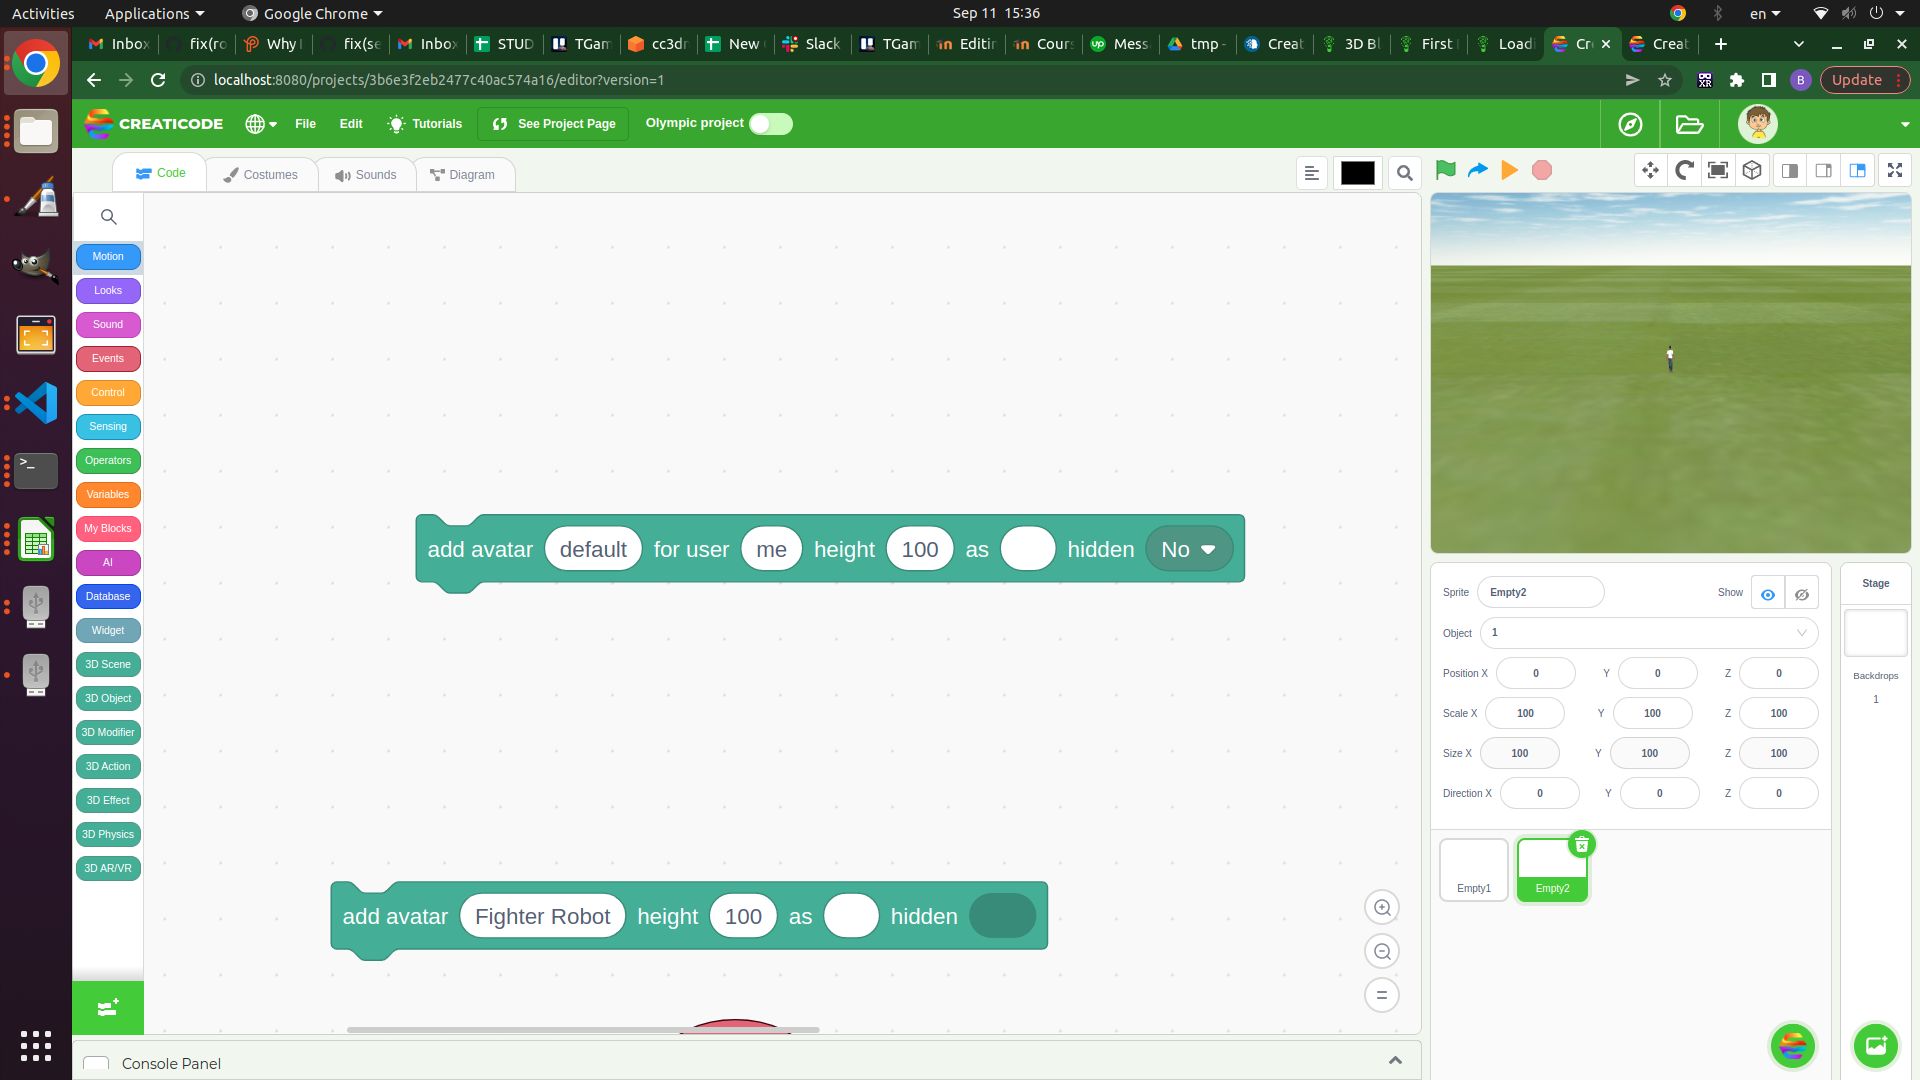 Activities Applications Google Chrome Sep 11 15:36 en
Inbox fix(ro Why I fix(se Inbox STUD TGam cc3dr New Slack TGam Editin Cours Mess tmp - Creat 3D Bl First Loadi Cr Creat
localhost:8080/projects/3b6e3f2eb2477c40ac574a16/editor?version=1 XR B Update
CREATICODE File Edit Tutorials See Project Page Olympic project
Code Costumes Sounds Diagram
Motion
Looks
Sound
Events
Control
Sensing
Operators
Variables
My Blocks
AI
Database
Widget
3D Scene
3D Object
3D Modifier
3D Action
3D Effect
3D Physics
3D AR/VR
add avatar default for user me height 100 as hidden No
add avatar Fighter Robot height 100 as hidden
Console Panel
Sprite Empty2 Show
Object 1
Position X 0 Y 0 Z 0
Scale X 100 Y 100 Z 100
Size X 100 Y 100 Z 100
Direction X 0 Y 0 Z 0
Empty1 Empty2
Stage
Backdrops
1